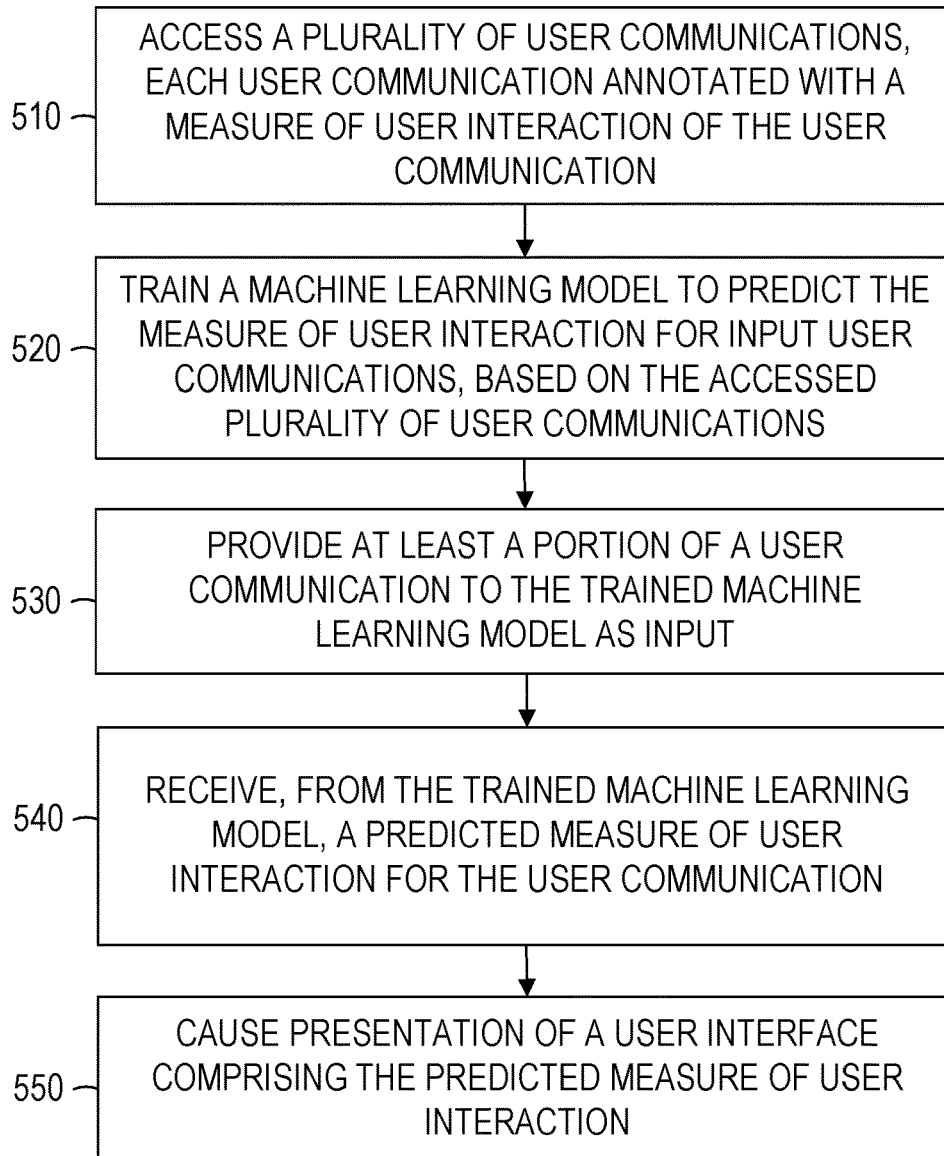 ACCESS A PLURALITY OF USER COMMUNICATIONS,
EACH USER COMMUNICATION ANNOTATED WITH A
510
MEASURE OF USER INTERACTION OF THE USER
COMMUNICATION
TRAIN A MACHINE LEARNING MODEL TO PREDICT THE
MEASURE OF USER INTERACTION FOR INPUT USER
520
COMMUNICATIONS, BASED ON THE ACCESSED
PLURALITY OF USER COMMUNICATIONS
PROVIDE AT LEAST A PORTION OF A USER
530
COMMUNICATION TO THE TRAINED MACHINE
LEARNING MODEL AS INPUT
RECEIVE, FROM THE TRAINED MACHINE LEARNING
540
MODEL, A PREDICTED MEASURE OF USER
INTERACTION FOR THE USER COMMUNICATION
CAUSE PRESENTATION OF A USER INTERFACE
550
COMPRISING THE PREDICTED MEASURE OF USER
INTERACTION